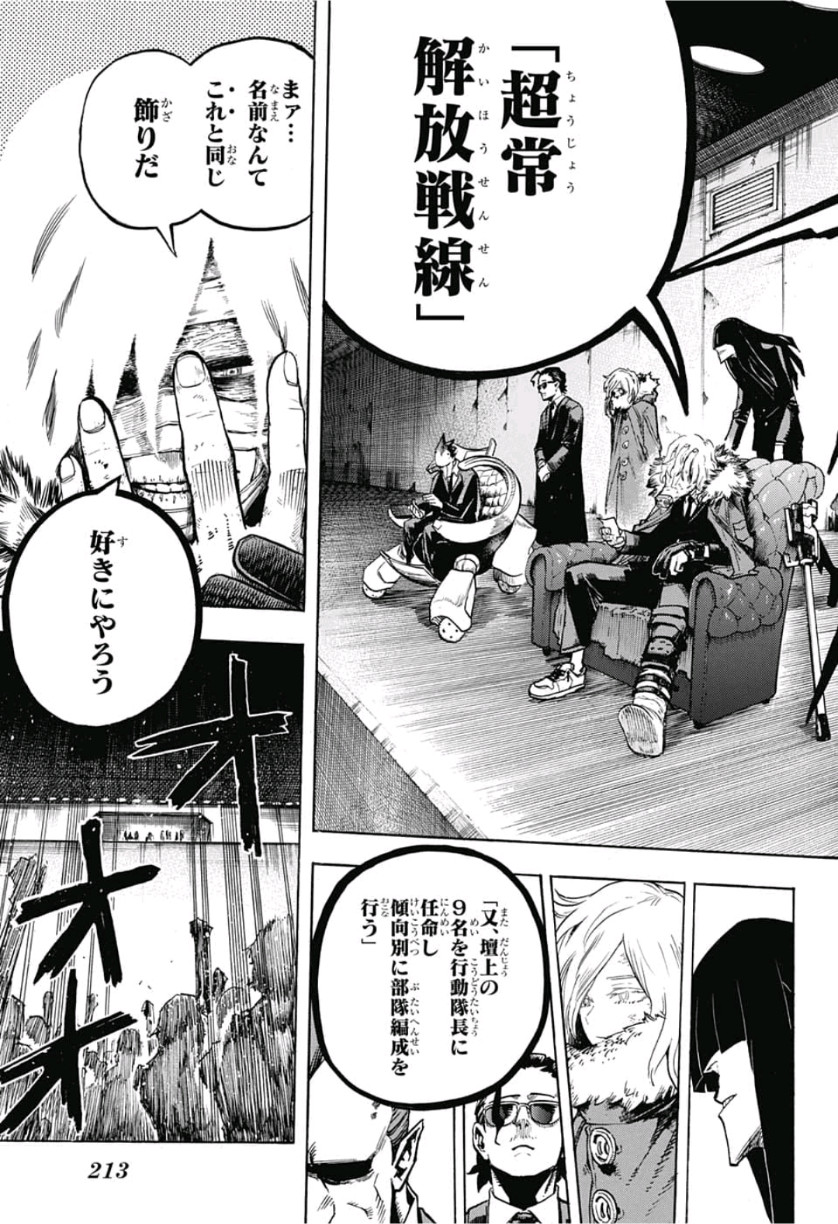 「超常
解放戦線」
「又、壇上の
9名を行動隊長に
任命し
傾向別に部隊編成を
行う」
まァ…
名前なんて
これと同じ
飾りだ
好きにやろう
オ
オ
オ
213